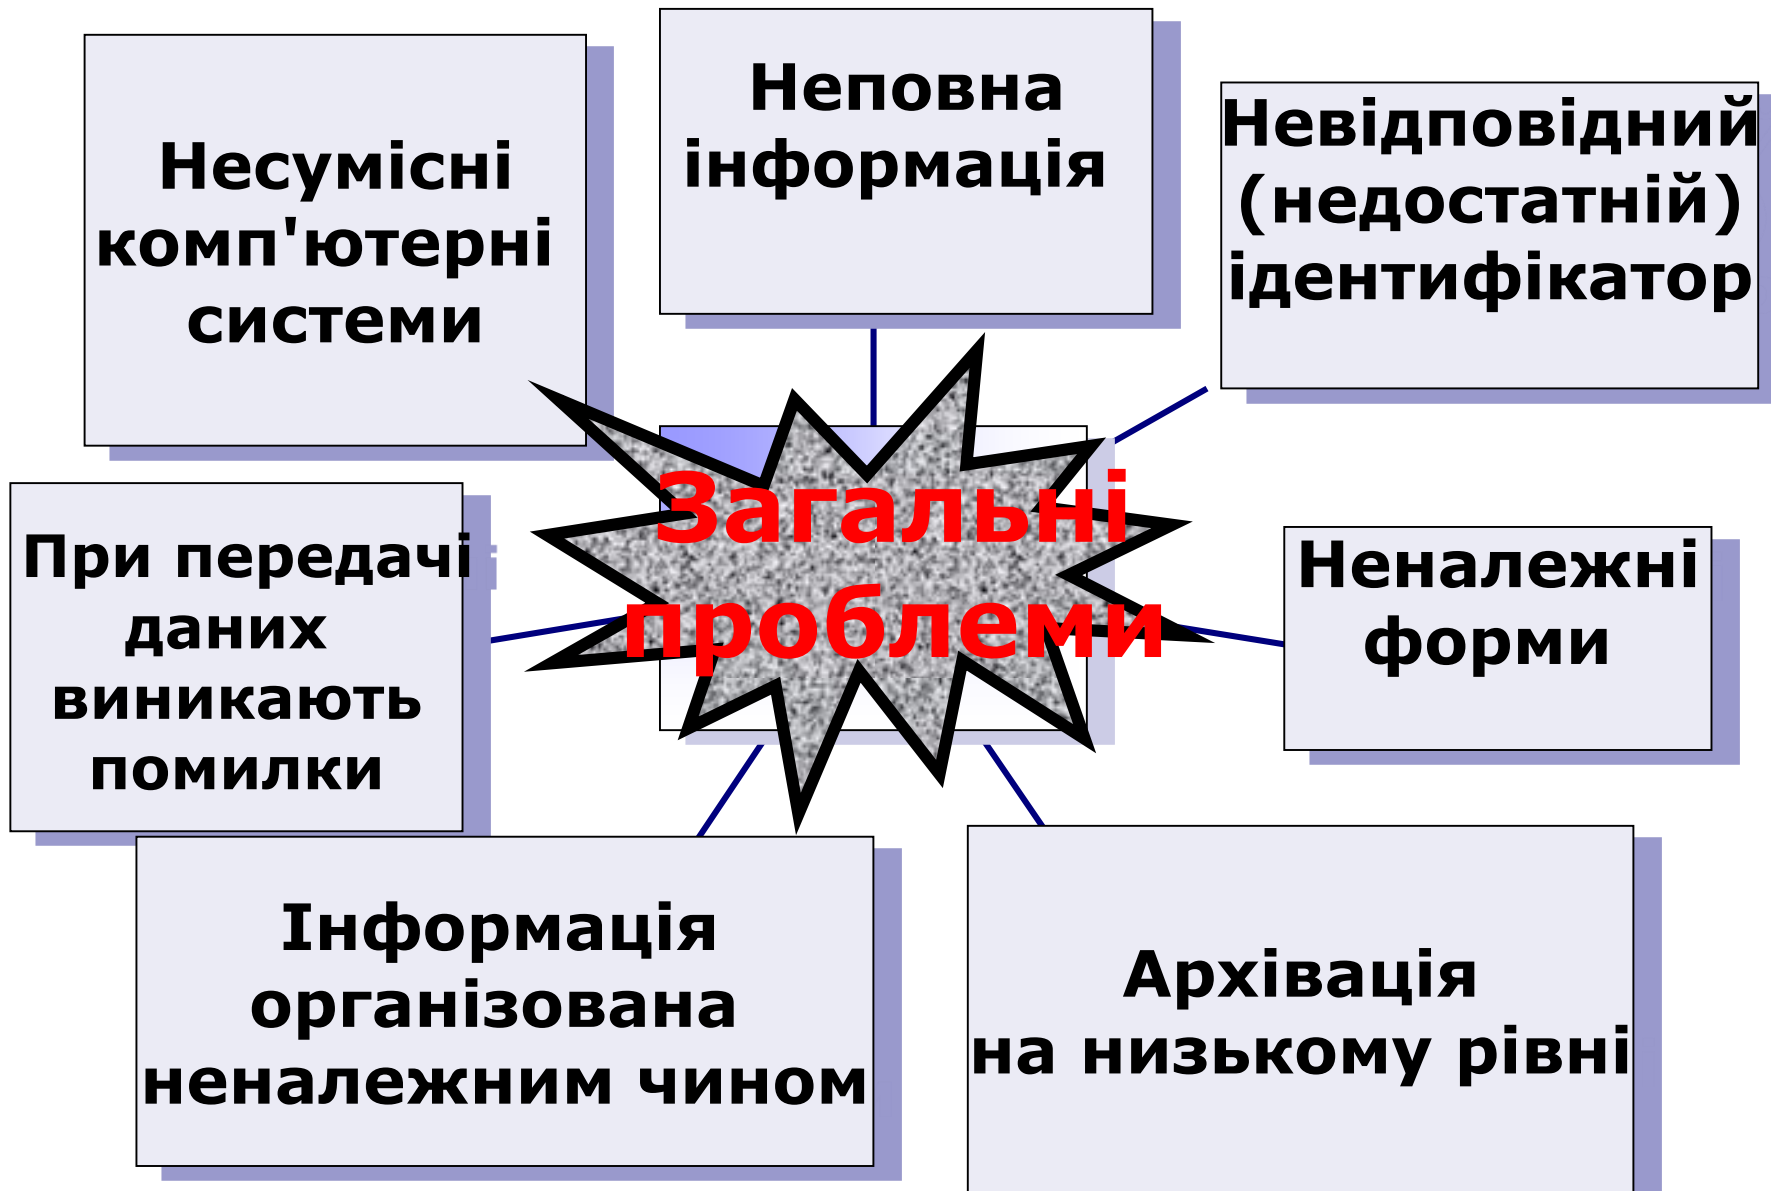 Несумісні
комп'ютерні
системи
Неповна
інформація
Невідповідний
(недостатній)
ідентифікатор
Загальні
проблеми
При передачі
даних
виникають
помилки
Неналежні
форми
Інформація
організована
неналежним чином
Архівація
на низькому рівні